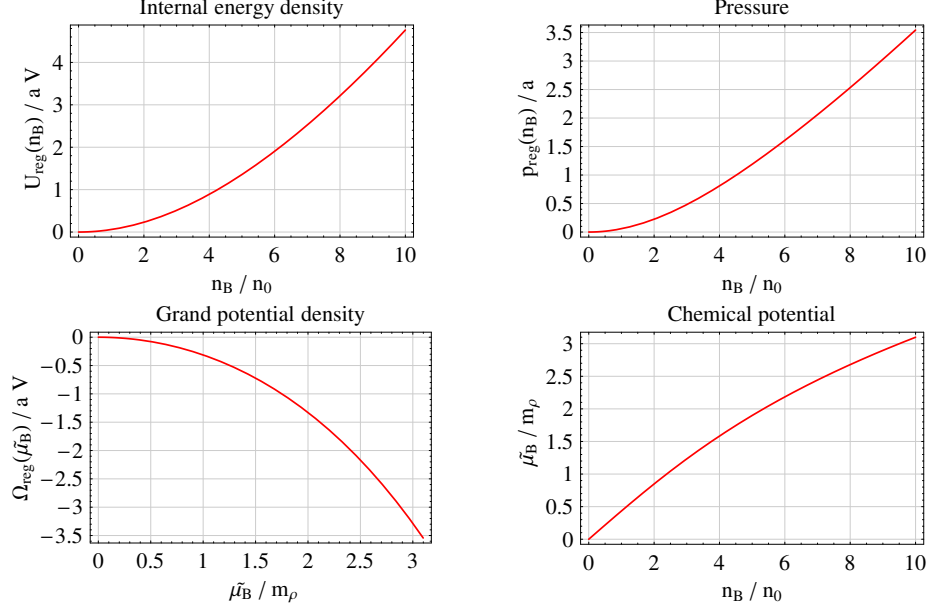 Internal energy density
U_reg(n_B) / a V
4
3
2
1
0
0 2 4 6 8 10
n_B / n_0
Pressure
p_reg(n_B) / a
3.5
3
2.5
2
1.5
1
0.5
0
0 2 4 6 8 10
n_B / n_0
Grand potential density
Ω_reg(μ̃_B) / a V
0
−0.5
−1
−1.5
−2
−2.5
−3
−3.5
0 0.5 1 1.5 2 2.5 3
μ̃_B / m_ρ
Chemical potential
μ̃_B / m_ρ
3
2.5
2
1.5
1
0.5
0
0 2 4 6 8 10
n_B / n_0